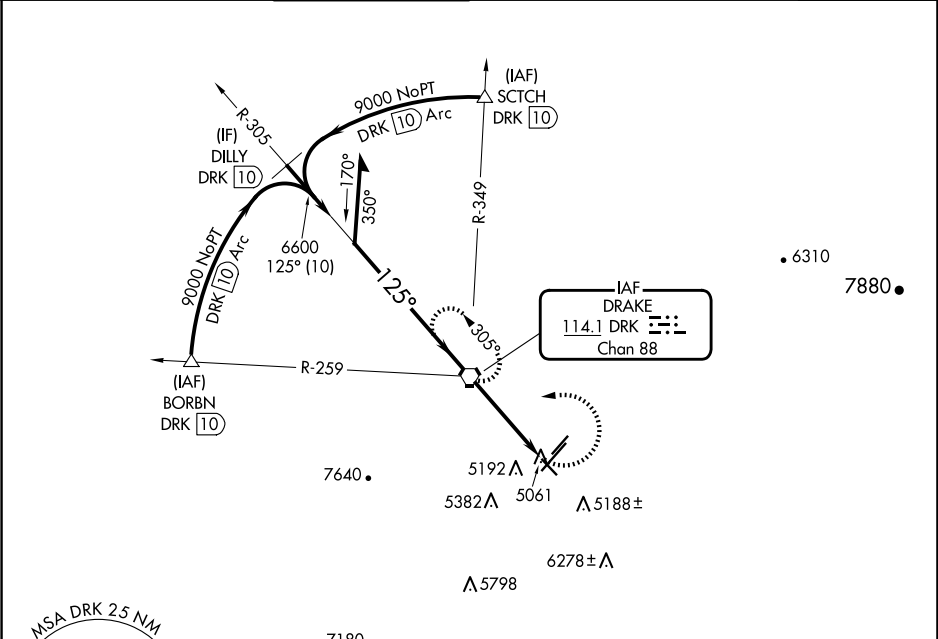 (IAF)
SCTCH
DRK 10
9000 NoPT
DRK 10 Arc
R-305
(IF)
DILLY
DRK 10
170°
350°
R-349
6600
125° (10)
9000 NoPT
DRK 10 Arc
125°
6310
7880
IAF
DRAKE
114.1 DRK
Chan 88
305°
R-259
(IAF)
BORBN
DRK 10
7640
5192
5061
5382
5188±
6278±
5798
MSA DRK 25 NM
7180